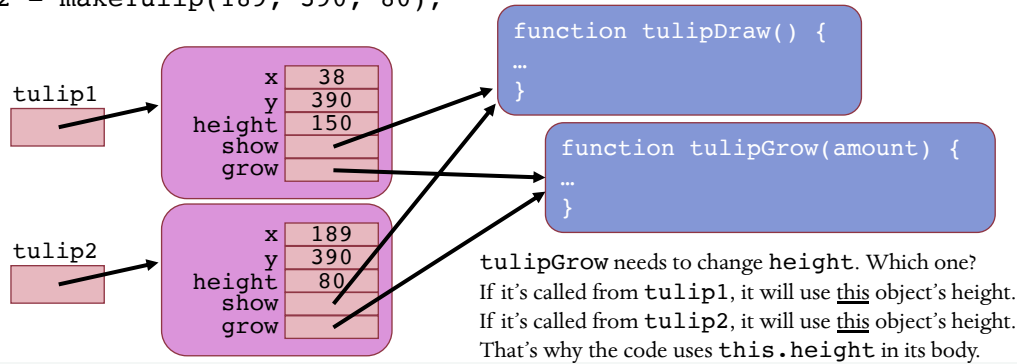 2 = makeTulip(189, 390, 80);
function tulipDraw() {
…
}
tulip1
x 38
y 390
height 150
show
grow
function tulipGrow(amount) {
…
}
tulip2
x 189
y 390
height 80
show
grow
tulipGrow needs to change height. Which one?
If it’s called from tulip1, it will use this object’s height.
If it’s called from tulip2, it will use this object’s height.
That’s why the code uses this.height in its body.